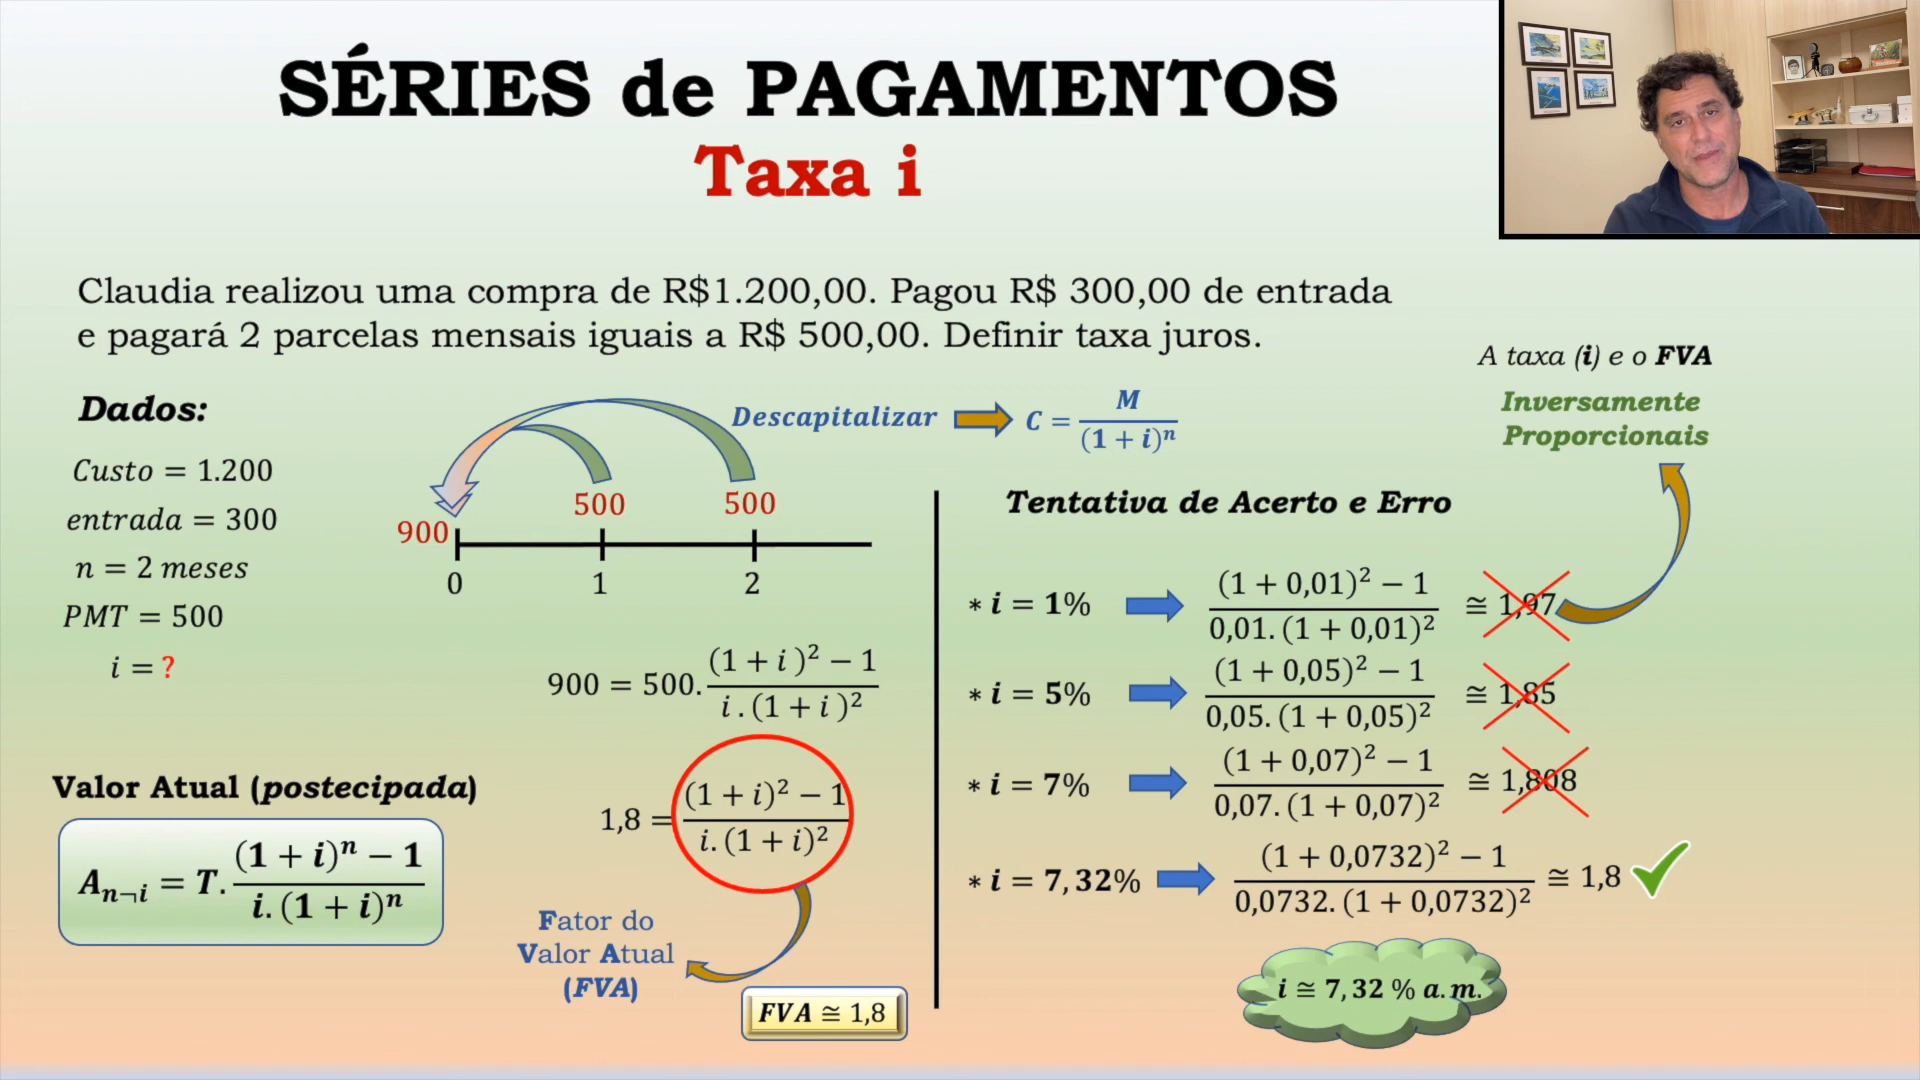 SÉRIES de PAGAMENTOS
Taxa i
Claudia realizou uma compra de R$1.200,00. Pagou R$ 300,00 de entrada
e pagará 2 parcelas mensais iguais a R$ 500,00. Definir taxa juros.
Dados:
Custo = 1.200
entrada = 300
n = 2 meses
PMT = 500
i = ?
Valor Atual (postecipada)
Aₙ¬ᵢ = T. (1 + i)ⁿ − 1 / i. (1 + i)ⁿ
Descapitalizar C = M / (1 + i)ⁿ
900 500 500
0 1 2
900 = 500. (1 + i )² − 1 / i . (1 + i )²
1,8 = (1 + i)² − 1 / i. (1 + i)²
Fator do
Valor Atual
(FVA)
FVA ≅ 1,8
A taxa (i) e o FVA
Inversamente
Proporcionais
Tentativa de Acerto e Erro
* i = 1% (1 + 0,01)² − 1 / 0,01. (1 + 0,01)² ≅ 1,97
* i = 5% (1 + 0,05)² − 1 / 0,05. (1 + 0,05)² ≅ 1,85
* i = 7% (1 + 0,07)² − 1 / 0,07. (1 + 0,07)² ≅ 1,808
* i = 7,32% (1 + 0,0732)² − 1 / 0,0732. (1 + 0,0732)² ≅ 1,8
i ≅ 7,32 % a.m.